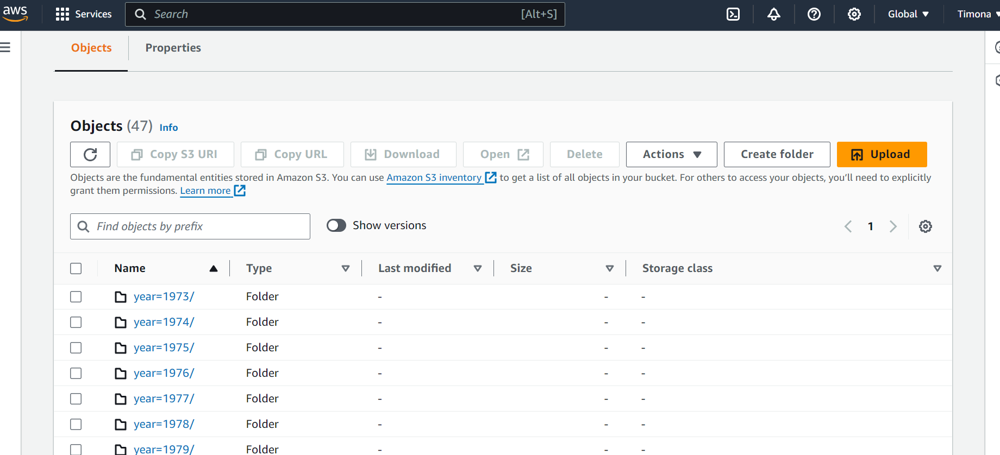 aws Services Search [Alt+S] Global Timona
Objects Properties
Objects (47) Info
Copy S3 URI Copy URL Download Open Delete Actions Create folder Upload
Objects are the fundamental entities stored in Amazon S3. You can use Amazon S3 inventory to get a list of all objects in your bucket. For others to access your objects, you’ll need to explicitly
grant them permissions. Learn more
Find objects by prefix Show versions 1
Name Type Last modified Size Storage class
year=1973/ Folder - - -
year=1974/ Folder - - -
year=1975/ Folder - - -
year=1976/ Folder - - -
year=1977/ Folder - - -
year=1978/ Folder - - -
year=1979/ Folder - - -